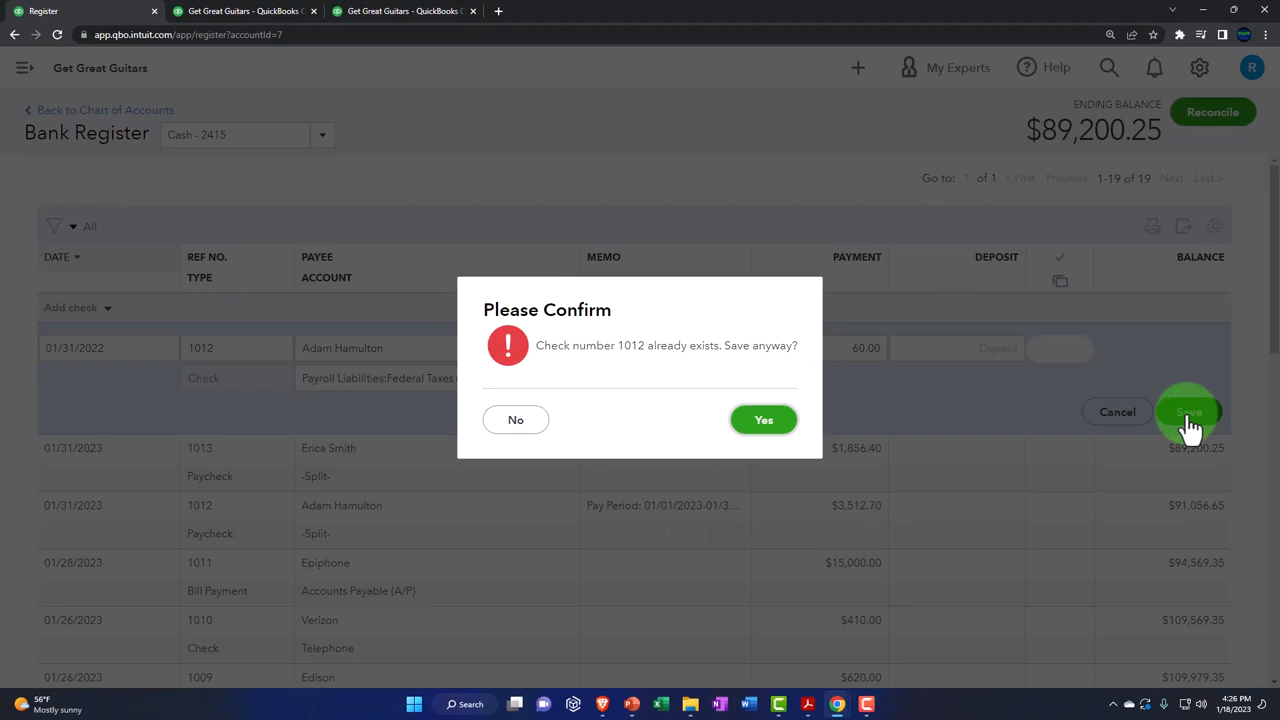 Register
Get Great Guitars - QuickBooks
Get Great Guitars - QuickBooks
app.qbo.intuit.com/app/register?accountId=7
Get Great Guitars
My Experts
Help
R
Back to Chart of Accounts
Bank Register
Cash - 2415
ENDING BALANCE
$89,200.25
Reconcile
Go to: 1 of 1 < First Previous 1-19 of 19 Next Last >
All
DATE REF NO. PAYEE MEMO PAYMENT DEPOSIT BALANCE
TYPE ACCOUNT
Add check
01/31/2022 1012 Adam Hamulton 60.00 Deposit
Check Payroll Liabilities:Federal Taxes
Cancel Save
Please Confirm
! Check number 1012 already exists. Save anyway?
No Yes
01/31/2023 1013 Erica Smith $1,856.40 $89,200.25
Paycheck -Split-
01/31/2023 1012 Adam Hamulton Pay Period: 01/01/2023-01/3... $3,512.70 $91,056.65
Paycheck -Split-
01/28/2023 1011 Epiphone $15,000.00 $94,569.35
Bill Payment Accounts Payable (A/P)
01/26/2023 1010 Verizon $410.00 $109,569.35
Check Telephone
01/26/2023 1009 Edison $620.00 $109,979.35
56°F
Mostly sunny
Search
4:26 PM
1/8/2023